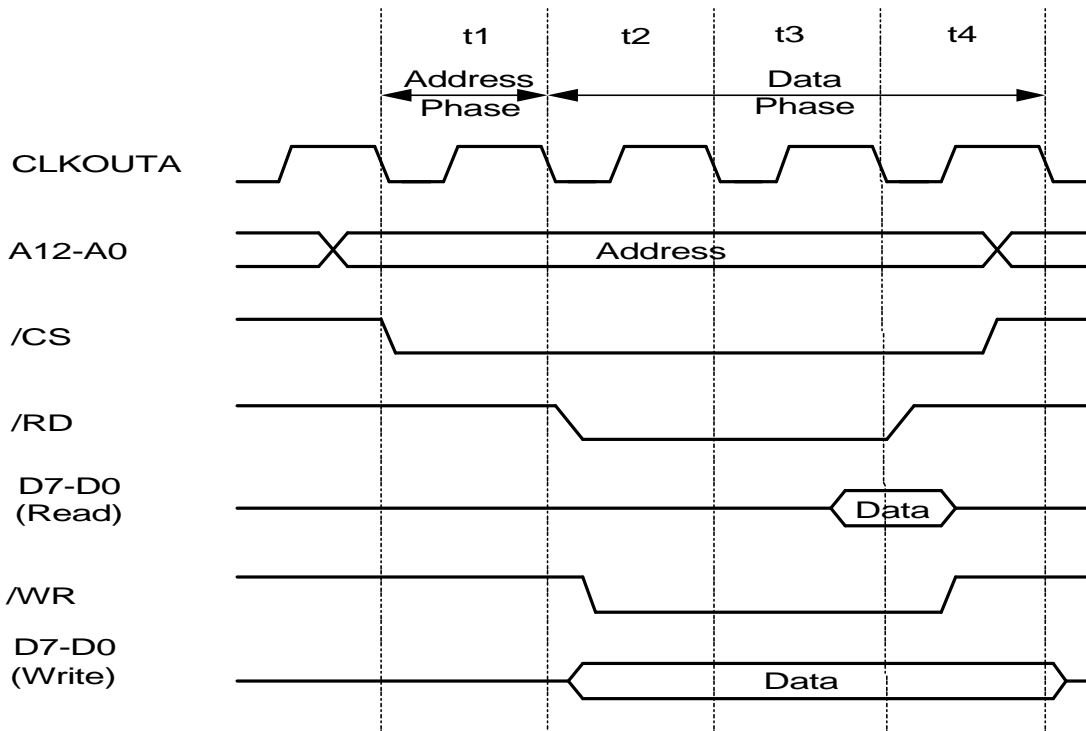 t1
t2
t3
t4
Address
Phase
Data
Phase
CLKOUTA
A12-A0
Address
/CS
/RD
D7-D0
(Read)
Data
/WR
D7-D0
(Write)
Data